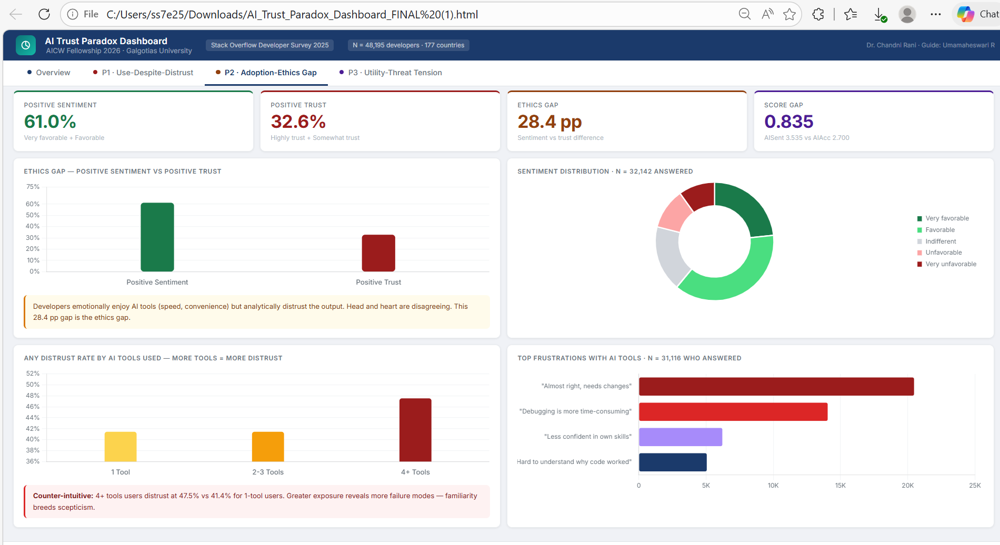 File C:/Users/ss7e25/Downloads/AI_Trust_Paradox_Dashboard_FINAL%20(1).html
Chat
AI Trust Paradox Dashboard
AICW Fellowship 2026 · Galgotias University
Stack Overflow Developer Survey 2025
N = 48,195 developers · 177 countries
Dr. Chandni Rani · Guide: Umamaheswari R
Overview
P1 · Use-Despite-Distrust
P2 · Adoption-Ethics Gap
P3 · Utility-Threat Tension
POSITIVE SENTIMENT
61.0%
Very favorable + Favorable
POSITIVE TRUST
32.6%
Highly trust + Somewhat trust
ETHICS GAP
28.4 pp
Sentiment vs trust difference
SCORE GAP
0.835
AISent 3.535 vs AIAcc 2.700
ETHICS GAP — POSITIVE SENTIMENT VS POSITIVE TRUST
75%
60%
50%
40%
30%
20%
10%
0%
Positive Sentiment
Positive Trust
Developers emotionally enjoy AI tools (speed, convenience) but analytically distrust the output. Head and heart are disagreeing. This
28.4 pp gap is the ethics gap.
SENTIMENT DISTRIBUTION · N = 32,142 ANSWERED
Very favorable
Favorable
Indifferent
Unfavorable
Very unfavorable
ANY DISTRUST RATE BY AI TOOLS USED — MORE TOOLS = MORE DISTRUST
52%
50%
48%
46%
44%
42%
40%
38%
36%
1 Tool
2-3 Tools
4+ Tools
Counter-intuitive: 4+ tools users distrust at 47.5% vs 41.4% for 1-tool users. Greater exposure reveals more failure modes — familiarity
breeds scepticism.
TOP FRUSTRATIONS WITH AI TOOLS · N = 31,116 WHO ANSWERED
"Almost right, needs changes"
"Debugging is more time-consuming"
"Less confident in own skills"
Hard to understand why code worked"
0
5K
10K
15K
20K
25K